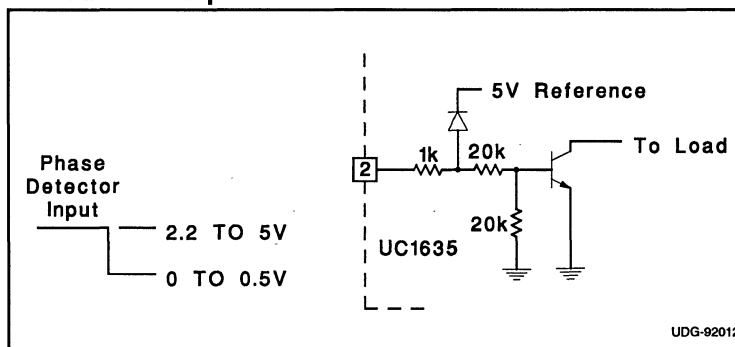 5V Reference
1k
20k
To Load
2
Phase
Detector
Input
2.2 TO 5V
20k
UC1635
0 TO 0.5V
UDG-92012